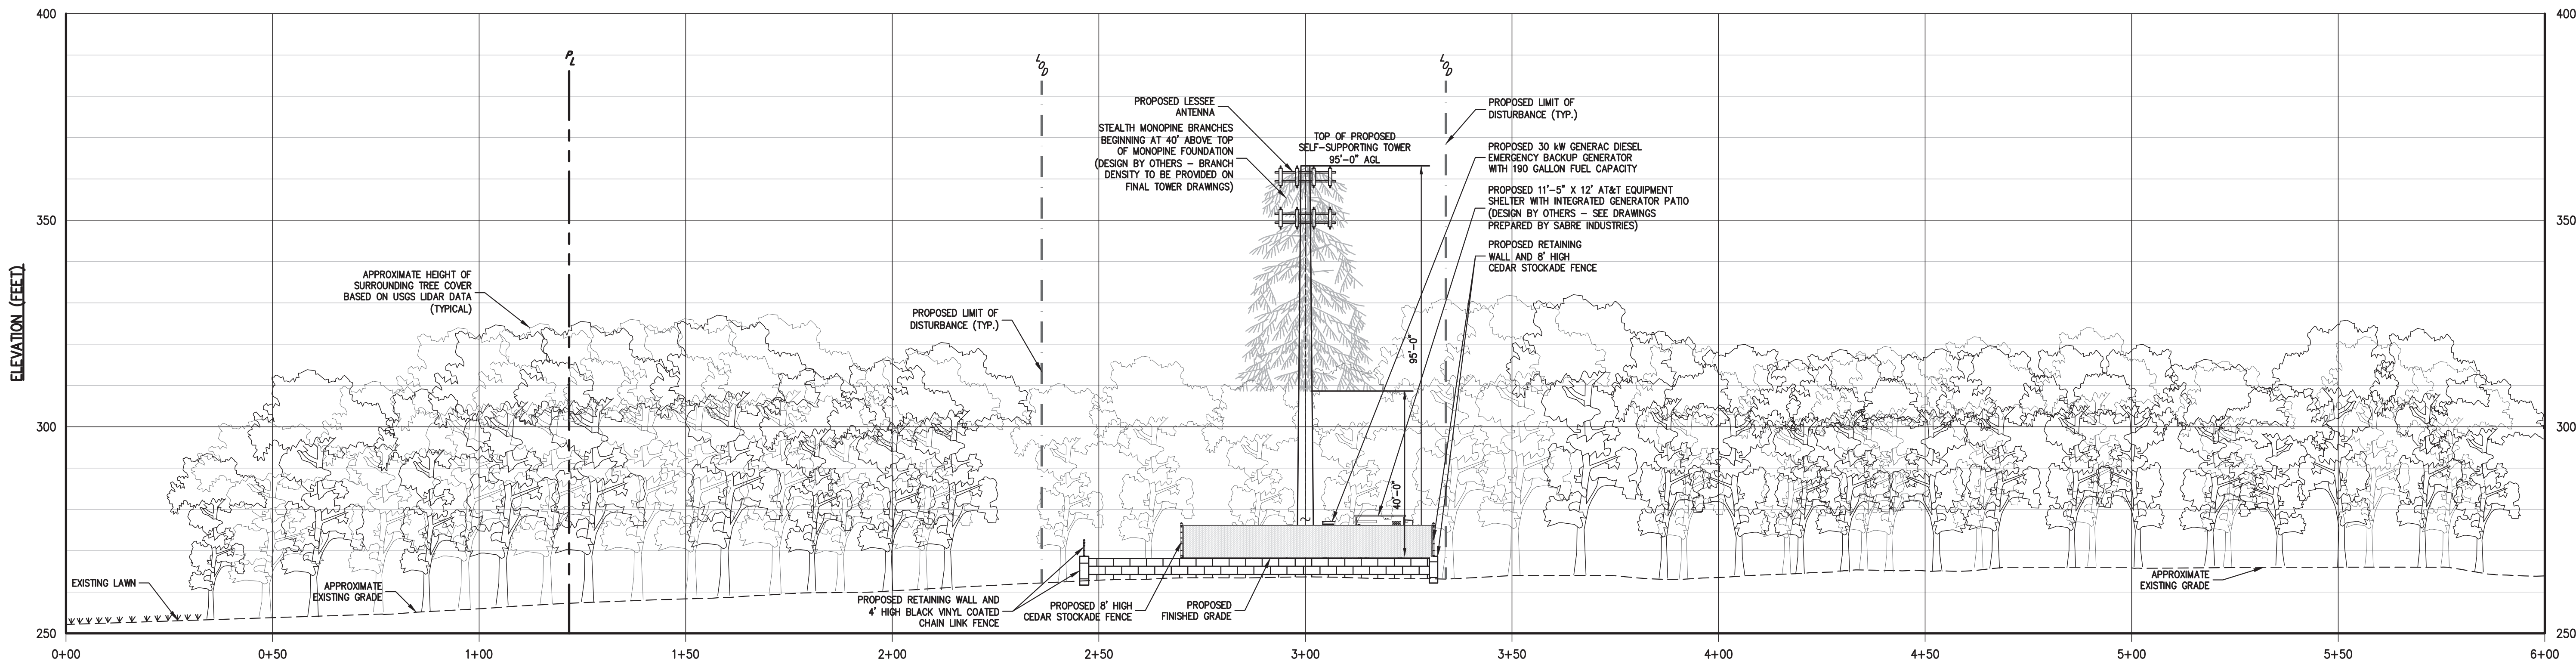 400
400
P
L
LOD
LOD
PROPOSED LESSEE
ANTENNA
STEALTH MONOPINE BRANCHES
BEGINNING AT 40' ABOVE TOP
OF MONOPINE FOUNDATION
(DESIGN BY OTHERS – BRANCH
DENSITY TO BE PROVIDED ON
FINAL TOWER DRAWINGS)
TOP OF PROPOSED
SELF-SUPPORTING TOWER
95'-0" AGL
PROPOSED LIMIT OF
DISTURBANCE (TYP.)
PROPOSED 30 kW GENERAC DIESEL
EMERGENCY BACKUP GENERATOR
WITH 190 GALLON FUEL CAPACITY
PROPOSED 11'-5" X 12' AT&T EQUIPMENT
SHELTER WITH INTEGRATED GENERATOR PATIO
(DESIGN BY OTHERS – SEE DRAWINGS
PREPARED BY SABRE INDUSTRIES)
PROPOSED RETAINING
WALL AND 8' HIGH
CEDAR STOCKADE FENCE
350
350
ELEVATION (FEET)
APPROXIMATE HEIGHT OF
SURROUNDING TREE COVER
BASED ON USGS LIDAR DATA
(TYPICAL)
PROPOSED LIMIT OF
DISTURBANCE (TYP.)
95'-0"
300
300
40'-0"
EXISTING LAWN
APPROXIMATE
EXISTING GRADE
PROPOSED RETAINING WALL AND
4' HIGH BLACK VINYL COATED
CHAIN LINK FENCE
PROPOSED 8' HIGH
CEDAR STOCKADE FENCE
PROPOSED
FINISHED GRADE
APPROXIMATE
EXISTING GRADE
250
250
0+00
0+50
1+00
1+50
2+00
2+50
3+00
3+50
4+00
4+50
5+00
5+50
6+00